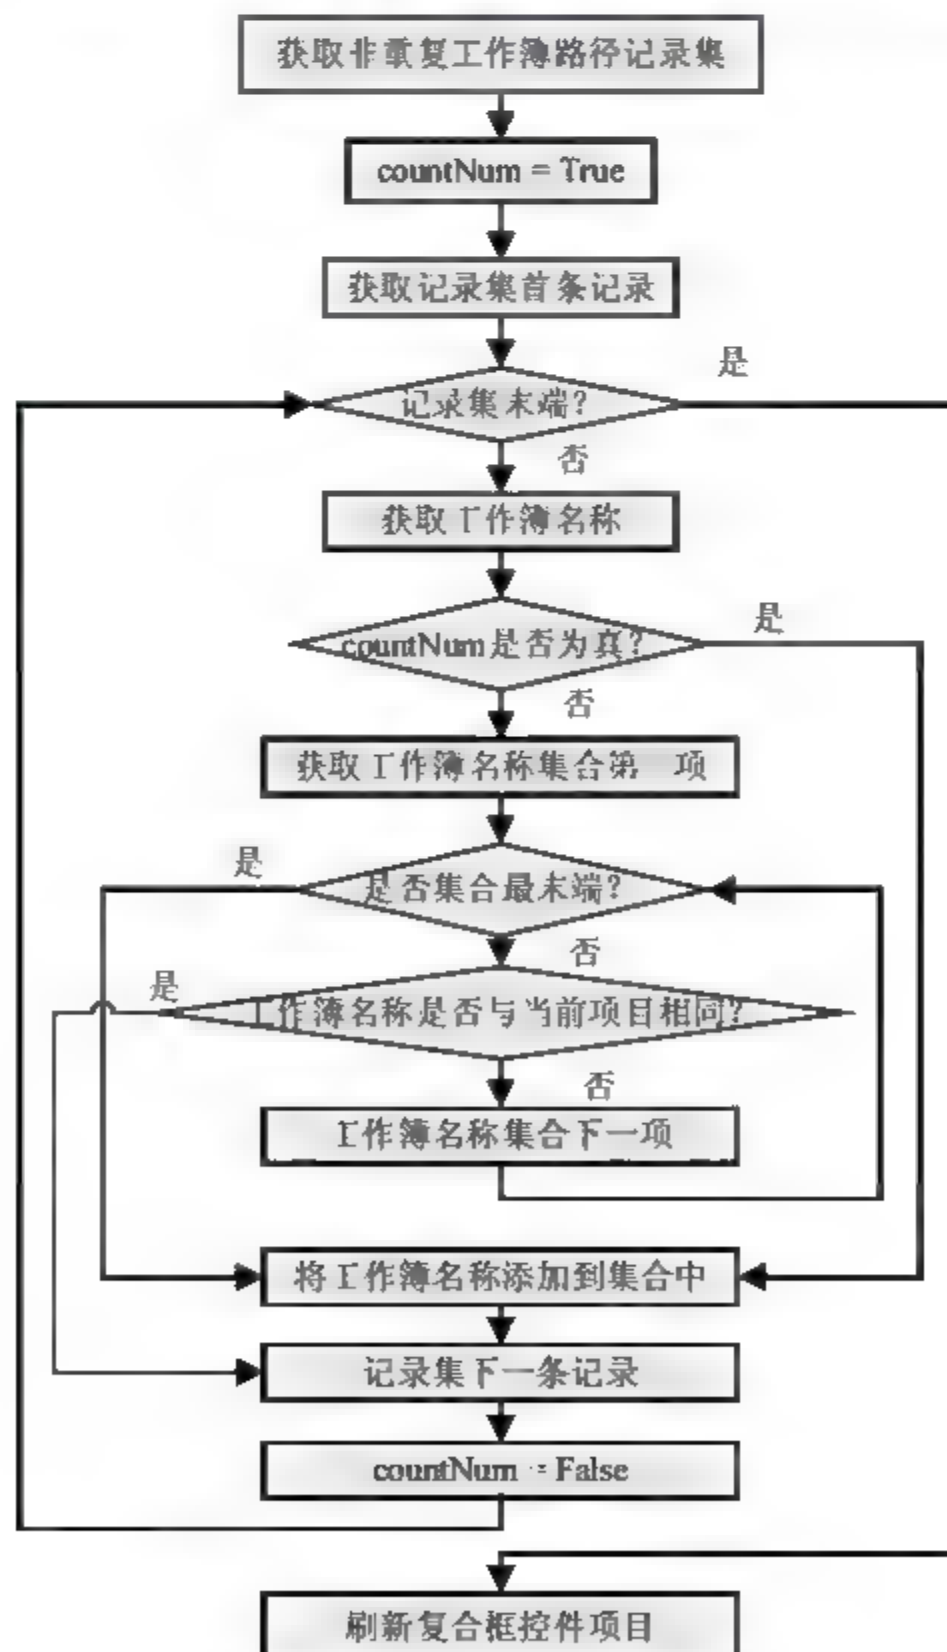 获取非重复工作簿路径记录集
countNum = True
获取记录集首条记录
记录集末端?
是
否
获取工作簿名称
countNum是否为真?
是
否
获取工作簿名称集合第 项
是否集合最末端?
是
否
工作簿名称是否与当前项目相同?
是
否
工作簿名称集合下一项
将工作簿名称添加到集合中
记录集下一条记录
countNum = False
刷新复合框控件项目